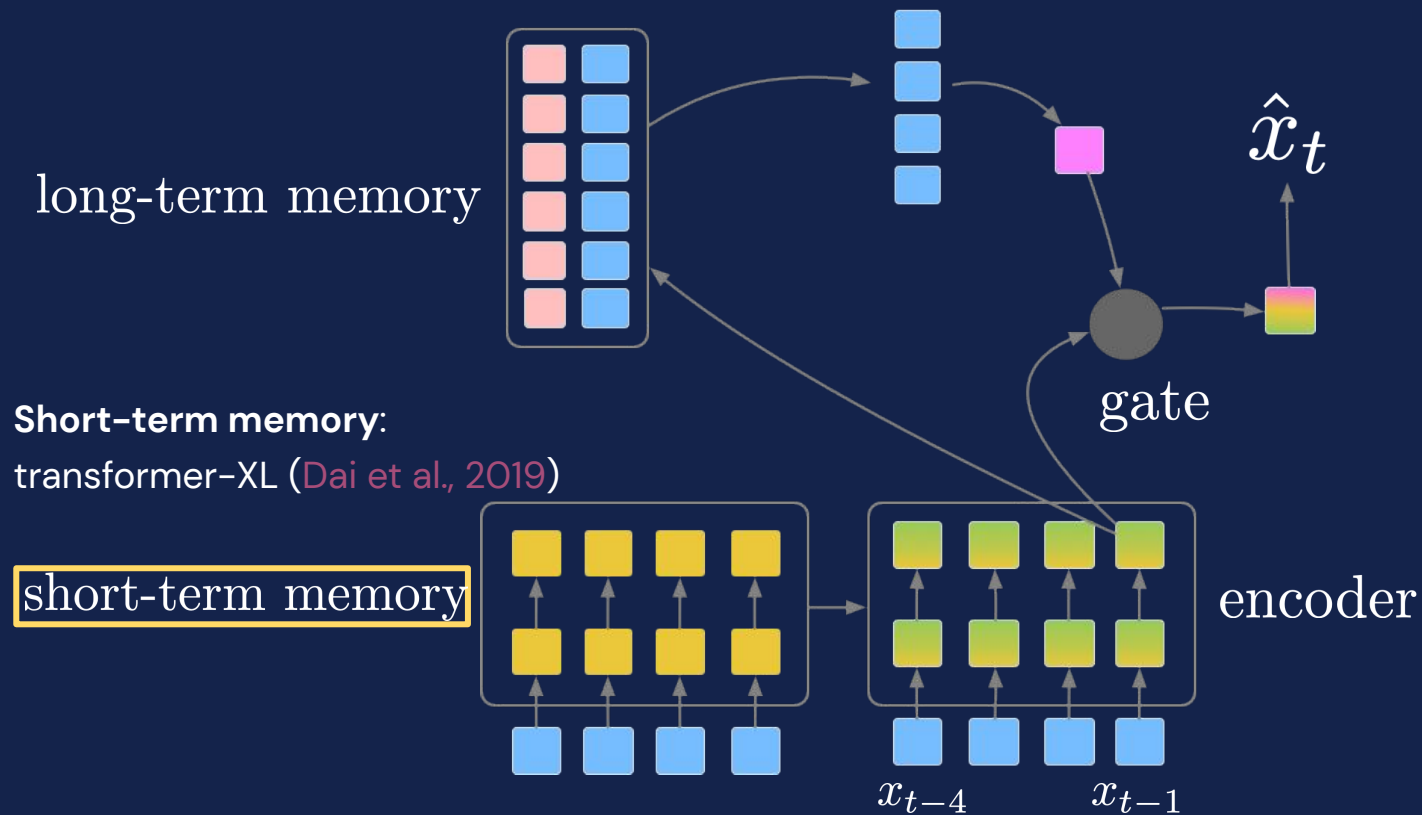 x̂_t
long-term memory
gate
Short-term memory:
transformer-XL (Dai et al., 2019)
short-term memory
encoder
x_{t-4}
x_{t-1}